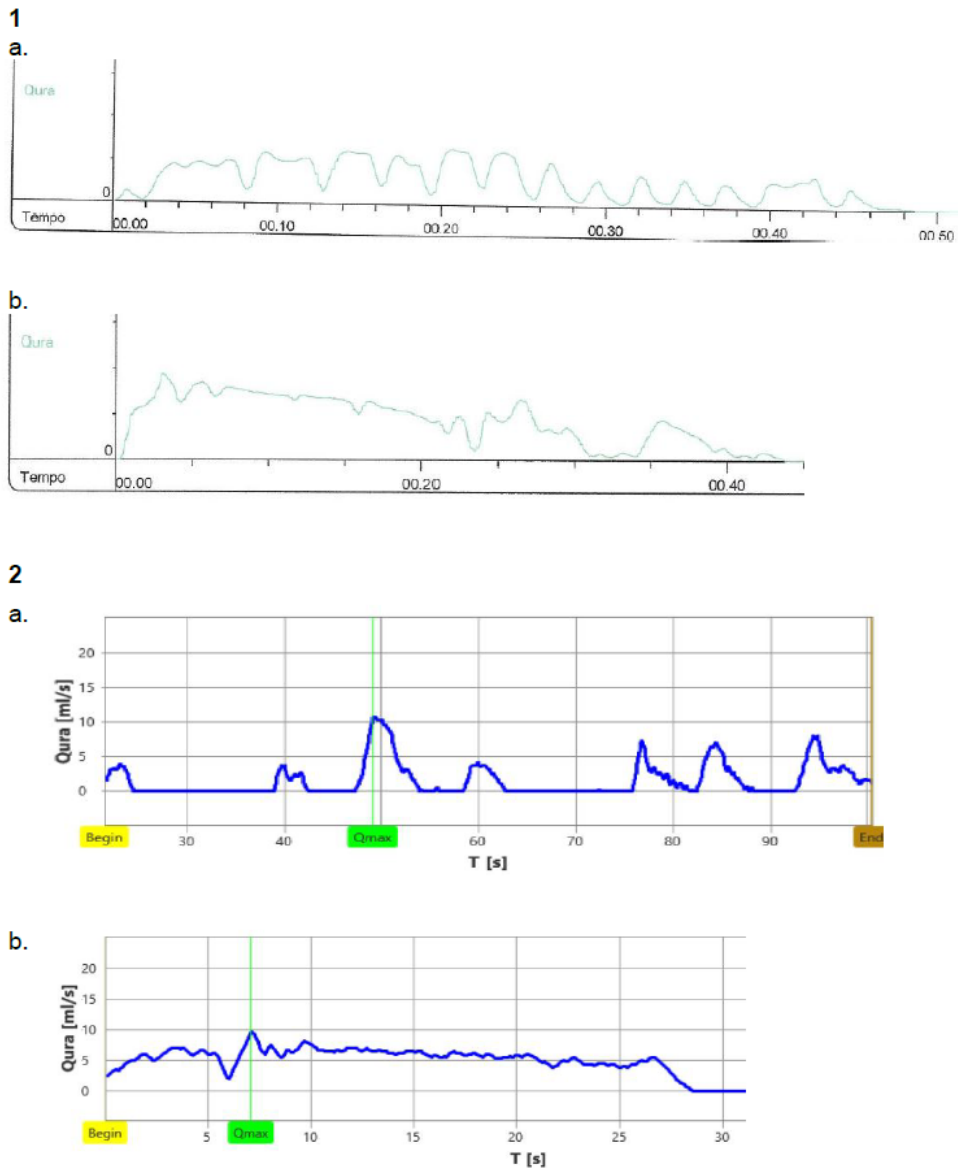 1
a.
Qura
0
Tempo
00.00 00.10 00.20 00.30 00.40 00.50
b.
Qura
0
Tempo
00.00 00.20 00.40
2
a.
Qura [ml/s]
20
15
10
5
0
Begin 30 40 Qmax 60 70 80 90 End
T [s]
b.
Qura [ml/s]
20
15
10
5
0
Begin 5 Qmax 10 15 20 25 30
T [s]